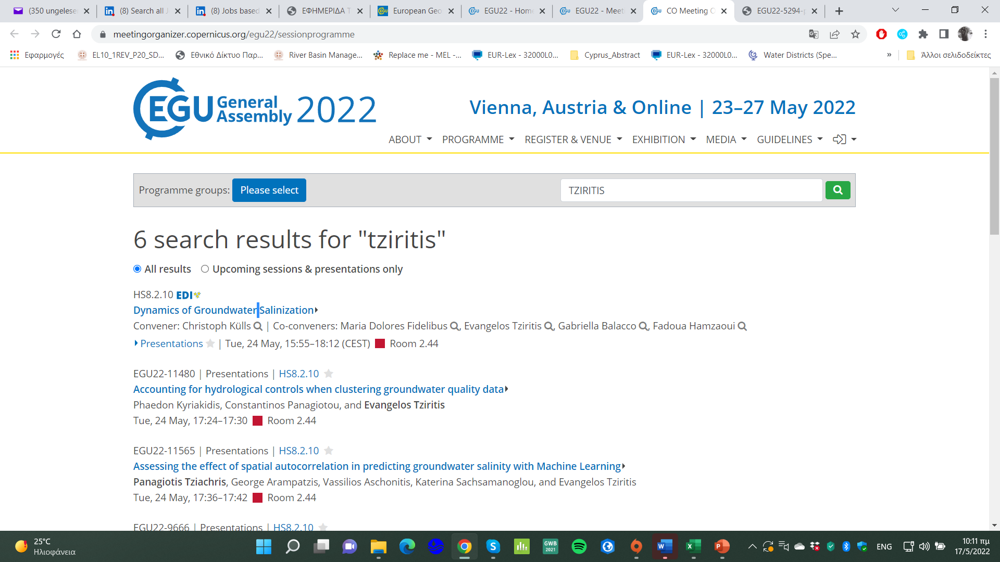 (350 ungelesen
(8) Search all J
(8) Jobs based
ΕΦΗΜΕΡΙΔΑ Τ
European Geo
EGU22 - Home
EGU22 - Meet
CO Meeting O
EGU22-5294-p
meetingorganizer.copernicus.org/egu22/sessionprogramme
Εφαρμογές
EL10_1REV_P20_SD...
Εθνικό Δίκτυο Παρ...
River Basin Manage...
Replace me - MEL -...
EUR-Lex - 32000L0...
Cyprus_Abstract
EUR-Lex - 32000L0...
Water Districts (Spe...
»
Άλλοι σελιδοδείκτες
EGU General Assembly 2022
Vienna, Austria & Online | 23–27 May 2022
ABOUT PROGRAMME REGISTER & VENUE EXHIBITION MEDIA GUIDELINES
Programme groups: Please select TZIRITIS
6 search results for "tziritis"
All results Upcoming sessions & presentations only
HS8.2.10 EDI
Dynamics of Groundwater Salinization
Convener: Christoph Külls | Co-conveners: Maria Dolores Fidelibus, Evangelos Tziritis, Gabriella Balacco, Fadoua Hamzaoui
Presentations | Tue, 24 May, 15:55–18:12 (CEST) Room 2.44
EGU22-11480 | Presentations | HS8.2.10
Accounting for hydrological controls when clustering groundwater quality data
Phaedon Kyriakidis, Constantinos Panagiotou, and Evangelos Tziritis
Tue, 24 May, 17:24–17:30 Room 2.44
EGU22-11565 | Presentations | HS8.2.10
Assessing the effect of spatial autocorrelation in predicting groundwater salinity with Machine Learning
Panagiotis Tziachris, George Arampatzis, Vassilios Aschonitis, Katerina Sachsamanoglou, and Evangelos Tziritis
Tue, 24 May, 17:36–17:42 Room 2.44
EGU22-9666 | Presentations | HS8.2.10
25°C
Ηλιοφάνεια
GWB
2021
ENG
10:11 πμ
17/5/2022